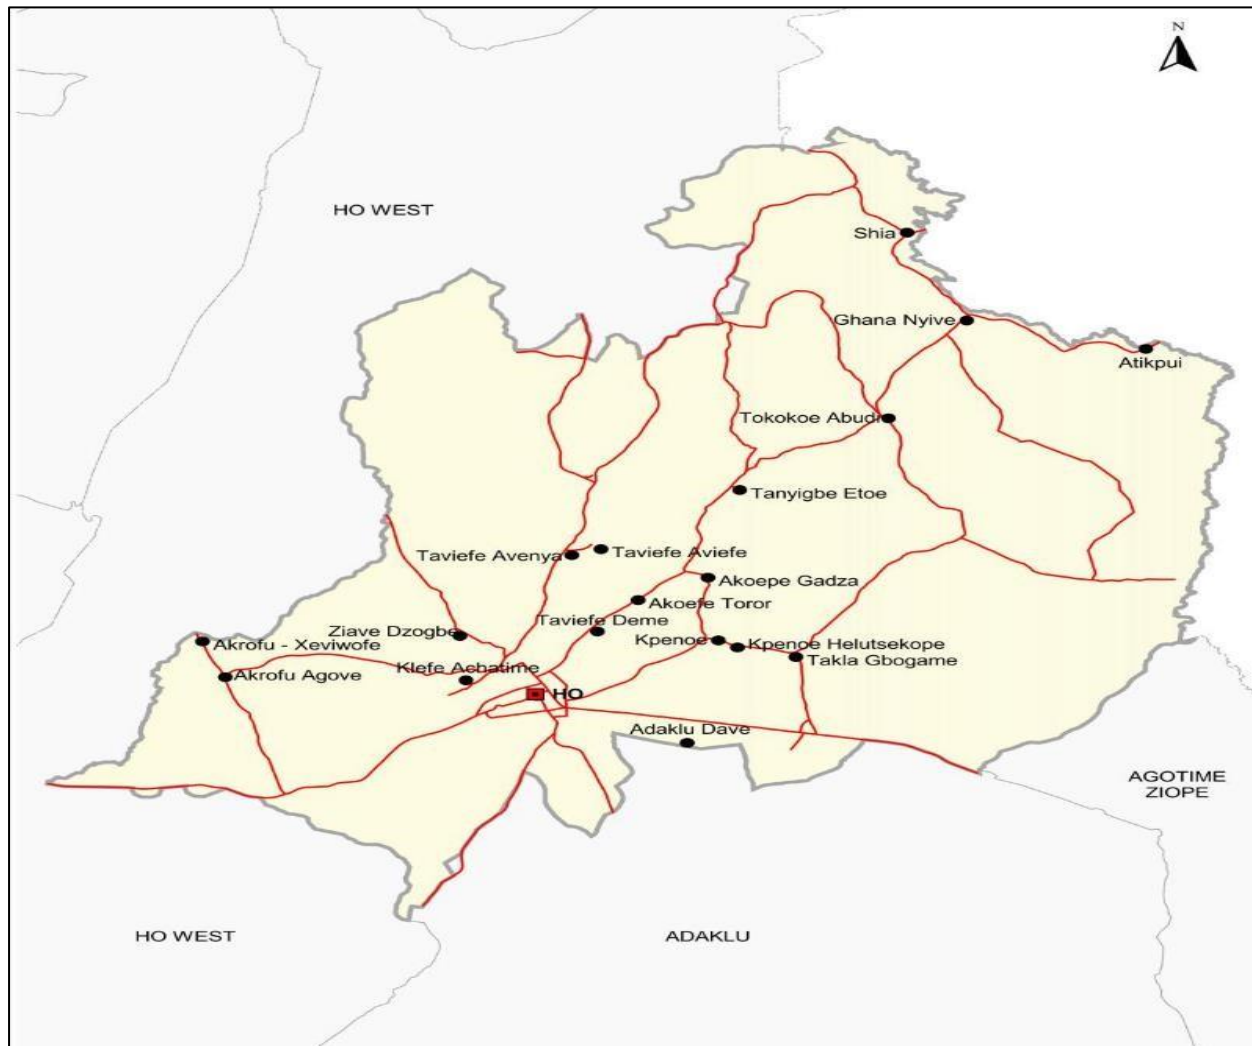 N
HO WEST
Shia
Ghana Nyive
Atikpui
Tokokoe Abudi
Tanyigbe Etoe
Taviefe Avenya
Taviefe Aviefe
Akoepe Gadza
Akoefe Toror
Taviefe Deme
Ziave Dzogbe
Kpenoe
Kpenoe Helutsekope
Akrofu - Xeviwofe
Takla Gbogame
Klefe Achatime
Akrofu Agove
HO
Adaklu Dave
AGOTIME
ZIOPE
HO WEST
ADAKLU